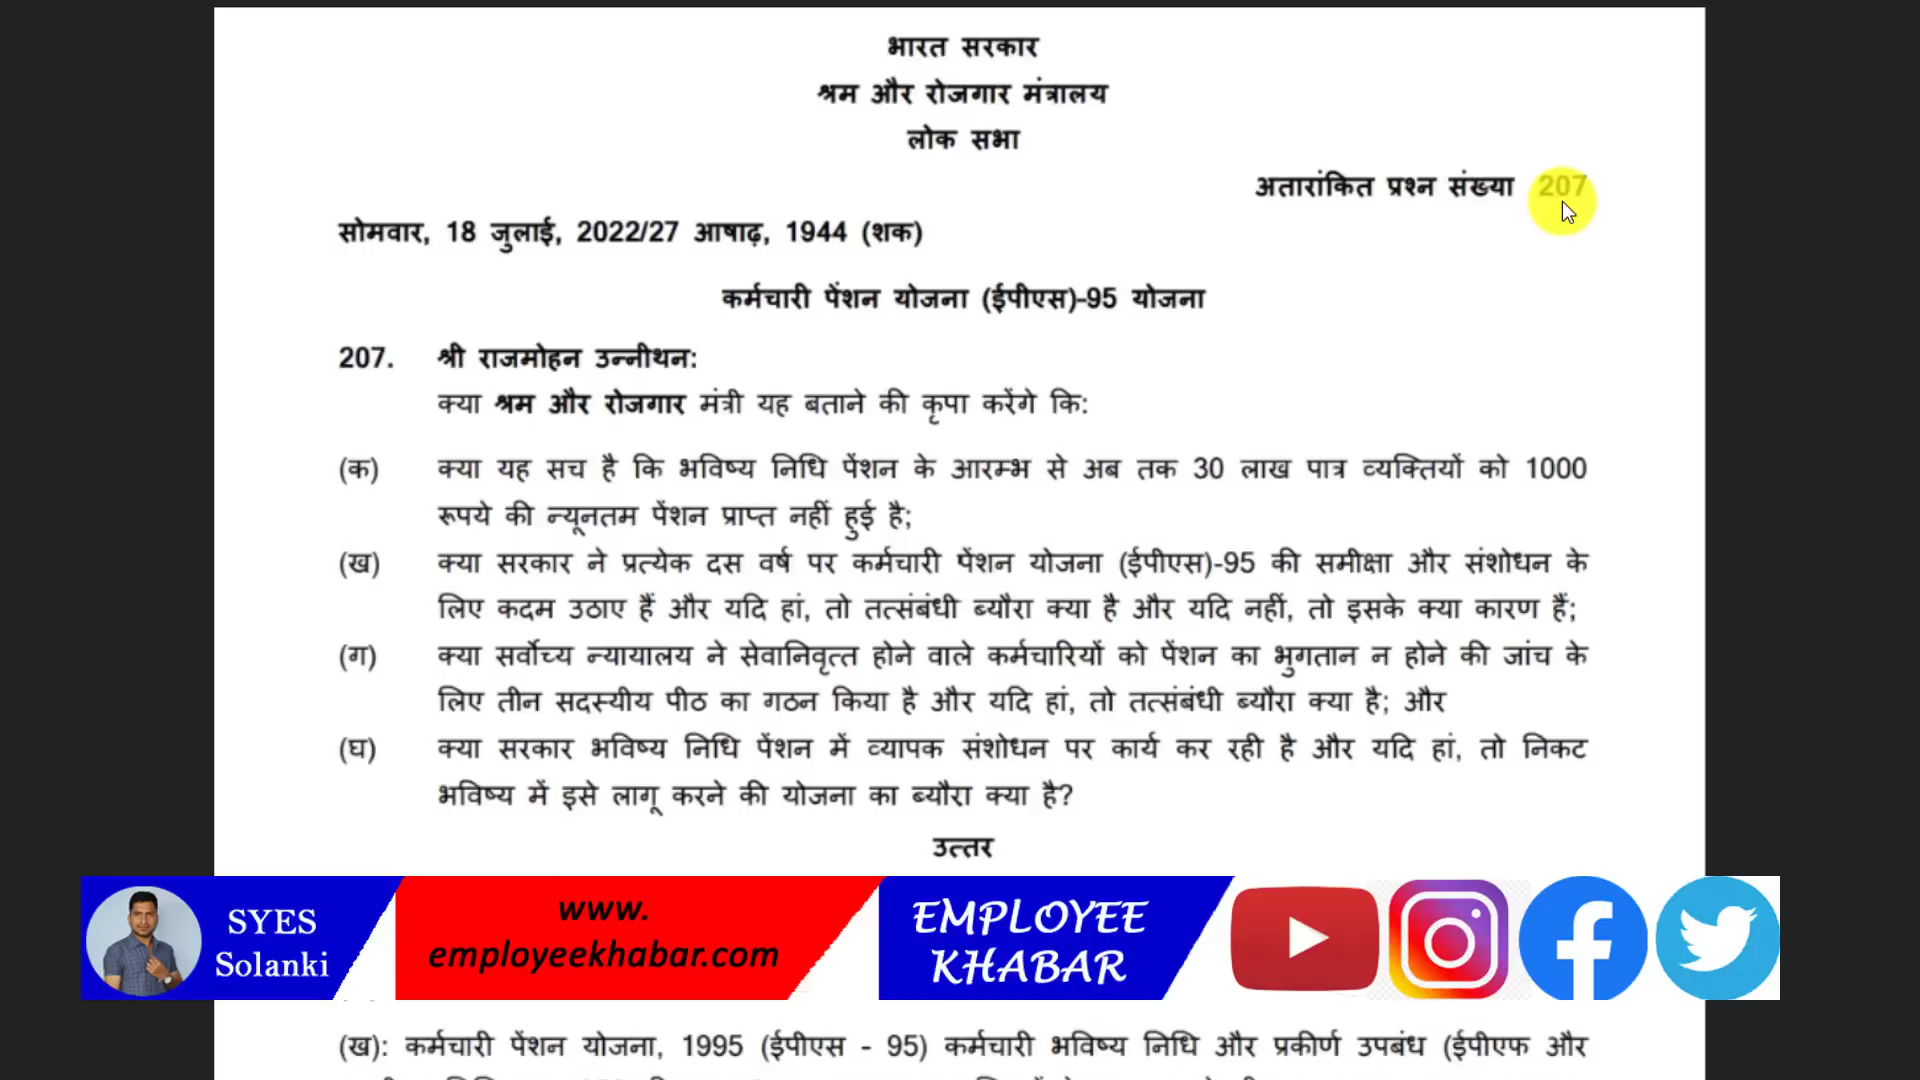 भारत सरकार
श्रम और रोजगार मंत्रालय
लोक सभा
अतारांकित प्रश्न संख्या 207
सोमवार, 18 जुलाई, 2022/27 आषाढ़, 1944 (शक)
कर्मचारी पेंशन योजना (ईपीएस)-95 योजना
207. श्री राजमोहन उन्नीथन:
क्या श्रम और रोजगार मंत्री यह बताने की कृपा करेंगे कि:
(क) क्या यह सच है कि भविष्य निधि पेंशन के आरम्भ से अब तक 30 लाख पात्र व्यक्तियों को 1000
रूपये की न्यूनतम पेंशन प्राप्त नहीं हुई है;
(ख) क्या सरकार ने प्रत्येक दस वर्ष पर कर्मचारी पेंशन योजना (ईपीएस)-95 की समीक्षा और संशोधन के
लिए कदम उठाए हैं और यदि हां, तो तत्संबंधी ब्यौरा क्या है और यदि नहीं, तो इसके क्या कारण हैं;
(ग) क्या सर्वोच्य न्यायालय ने सेवानिवृत्त होने वाले कर्मचारियों को पेंशन का भुगतान न होने की जांच के
लिए तीन सदस्यीय पीठ का गठन किया है और यदि हां, तो तत्संबंधी ब्यौरा क्या है; और
(घ) क्या सरकार भविष्य निधि पेंशन में व्यापक संशोधन पर कार्य कर रही है और यदि हां, तो निकट
भविष्य में इसे लागू करने की योजना का ब्यौरा क्या है?
उत्तर
SYES
Solanki
www.
employeekhabar.com
EMPLOYEE
KHABAR
(ख): कर्मचारी पेंशन योजना, 1995 (ईपीएस - 95) कर्मचारी भविष्य निधि और प्रकीर्ण उपबंध (ईपीएफ और